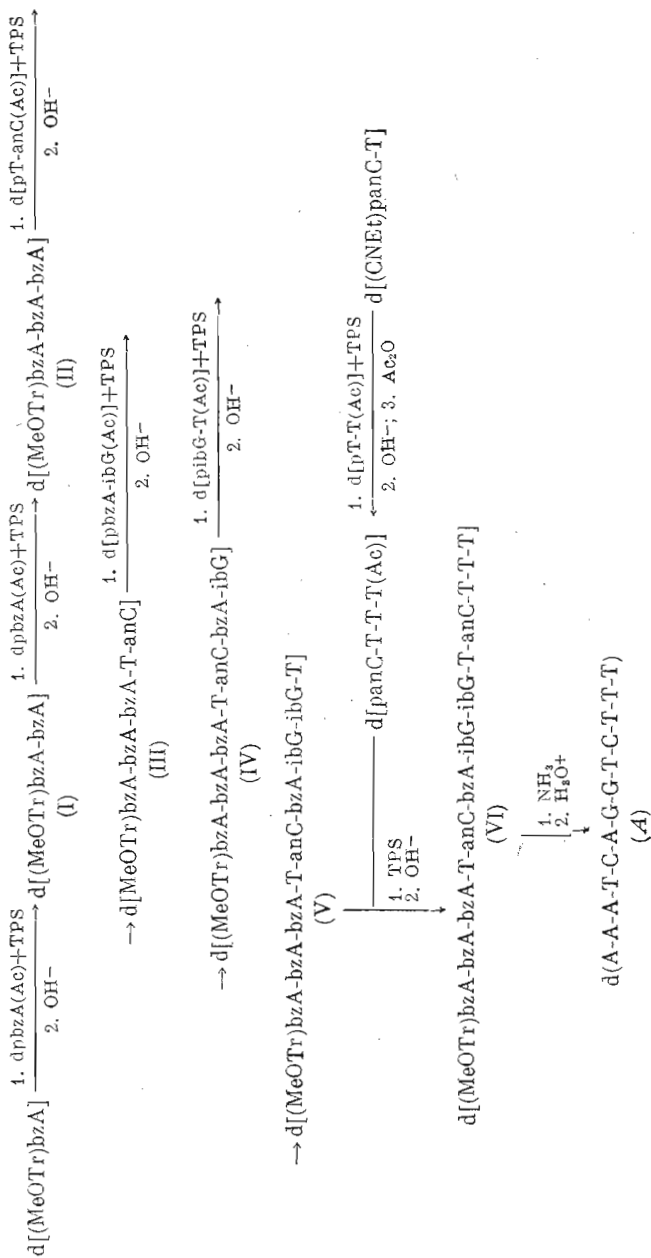 d[(MeOTr)bzA] 1. dpbzA(Ac)+TPS 2. OH− d[(MeOTr)bzA-bzA] 1. dpbzA(Ac)+TPS 2. OH− d[(MeOTr)bzA-bzA-bzA] 1. d[pT-anC(Ac)]+TPS 2. OH−
(I) (II)
→ d[MeOTr)bzA-bzA-bzA-T-anC] 1. d[pbzA-ibG(Ac)]+TPS 2. OH−
(III)
→ d[(MeOTr)bzA-bzA-bzA-T-anC-bzA-ibG] 1. d[pibG-T(Ac)]+TPS 2. OH−
(IV)
→ d[(MeOTr)bzA-bzA-bzA-T-anC-bzA-ibG-ibG-T]
(V)
1. TPS
2. OH−
d[panC-T-T-T(Ac)] 1. d[pT-T(Ac)]+TPS 2. OH−; 3. Ac₂O d[(CNEt)panC-T]
d[(MeOTr)bzA-bzA-bzA-T-anC-bzA-ibG-ibG-T-anC-T-T-T]
(VI)
1. NH₃
2. H₃O+
d(A-A-A-T-C-A-G-G-T-C-T-T-T)
(A)